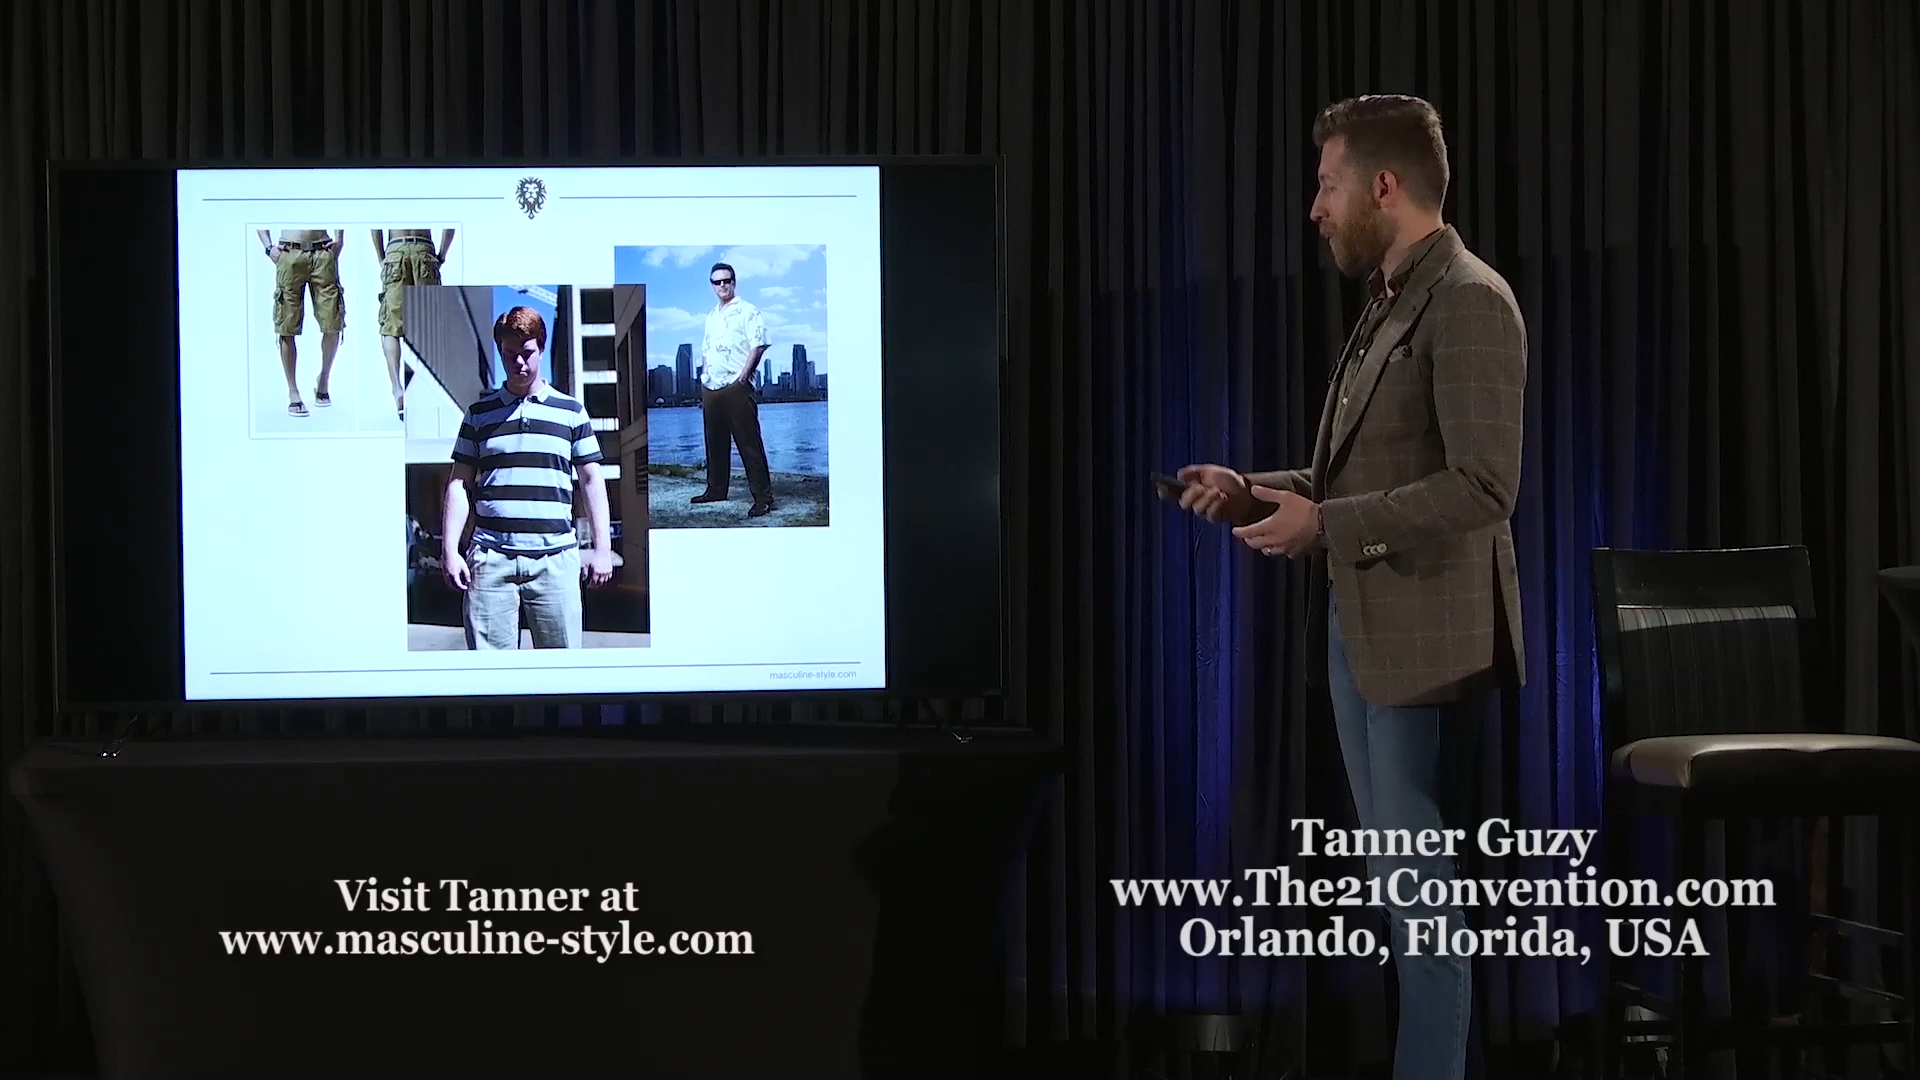 masculine-style.com
Visit Tanner at
www.masculine-style.com
Tanner Guzy
www.The21Convention.com
Orlando, Florida, USA